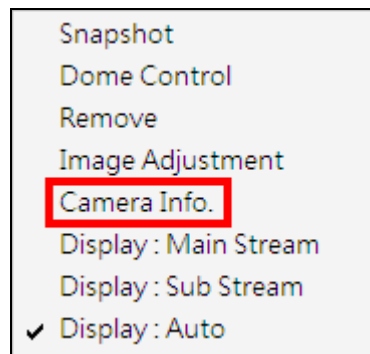 Snapshot
Dome Control
Remove
Image Adjustment
Camera Info.
Display : Main Stream
Display : Sub Stream
Display : Auto